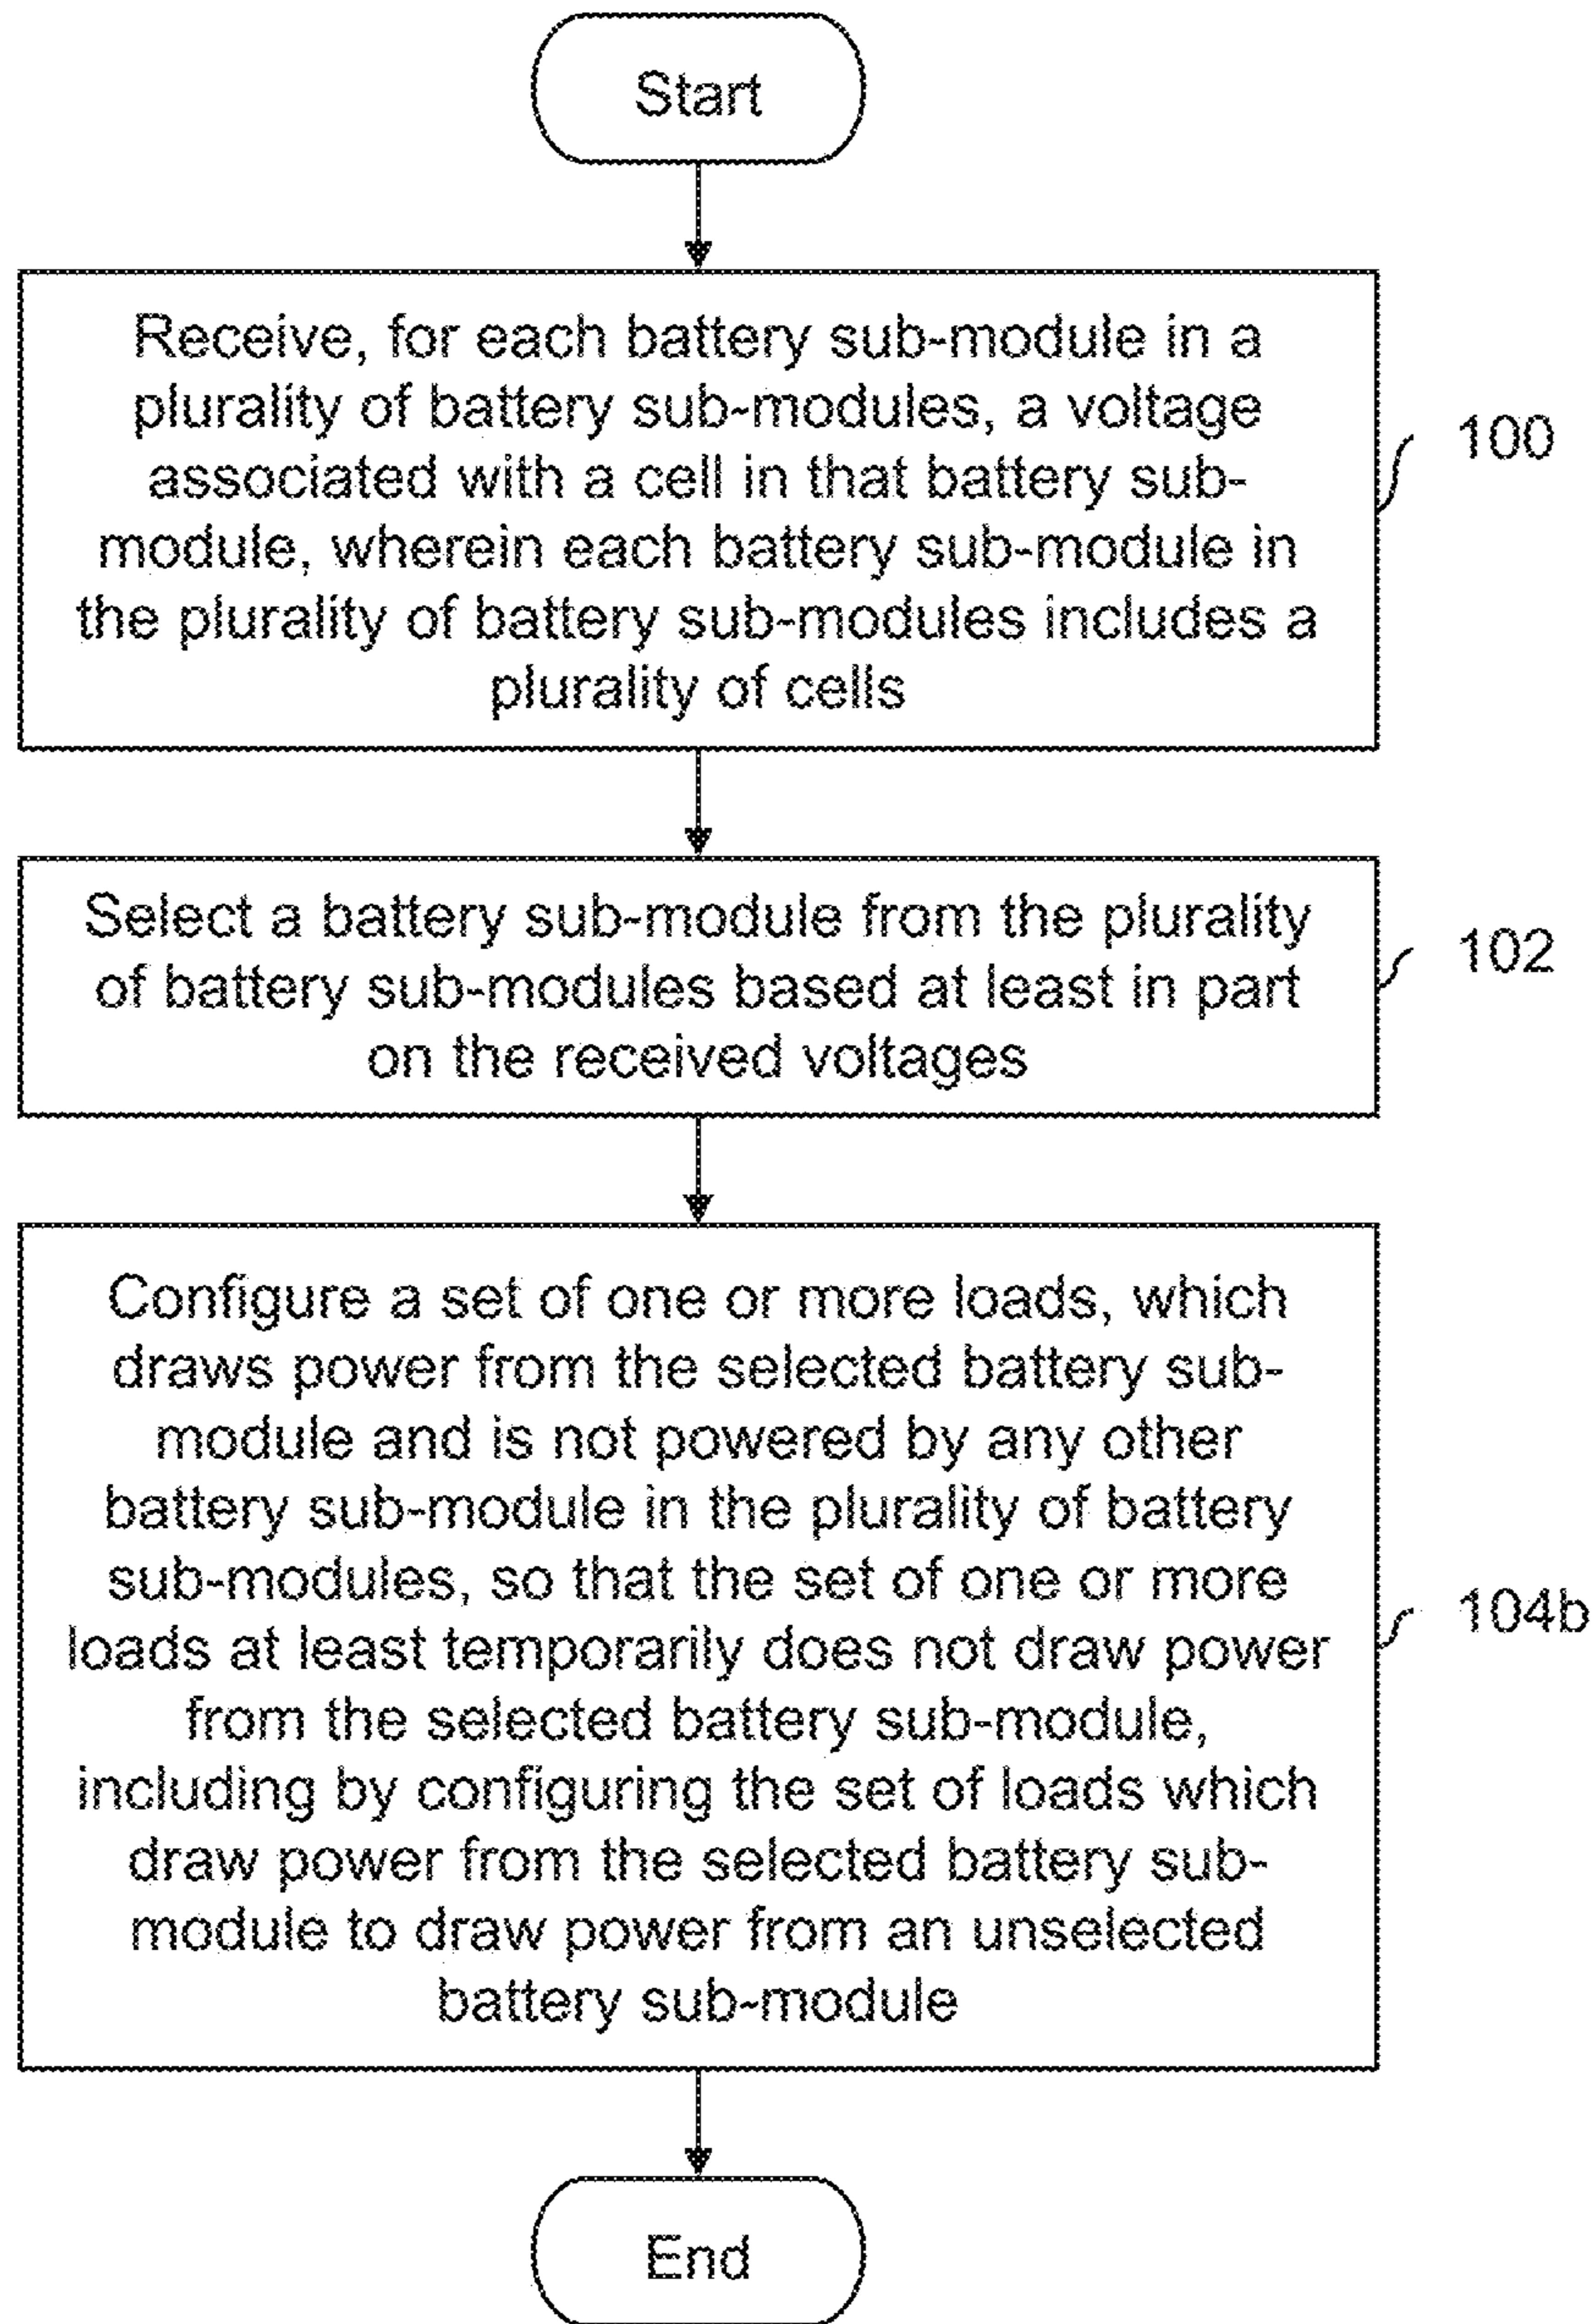 Start
Receive, for each battery sub-module in a
plurality of battery sub-modules, a voltage
associated with a cell in that battery sub-
module, wherein each battery sub-module in
the plurality of battery sub-modules includes a
plurality of cells
100
Select a battery sub-module from the plurality
of battery sub-modules based at least in part
on the received voltages
102
Configure a set of one or more loads, which
draws power from the selected battery sub-
module and is not powered by any other
battery sub-module in the plurality of battery
sub-modules, so that the set of one or more
loads at least temporarily does not draw power
from the selected battery sub-module,
including by configuring the set of loads which
draw power from the selected battery sub-
module to draw power from an unselected
battery sub-module
104b
End